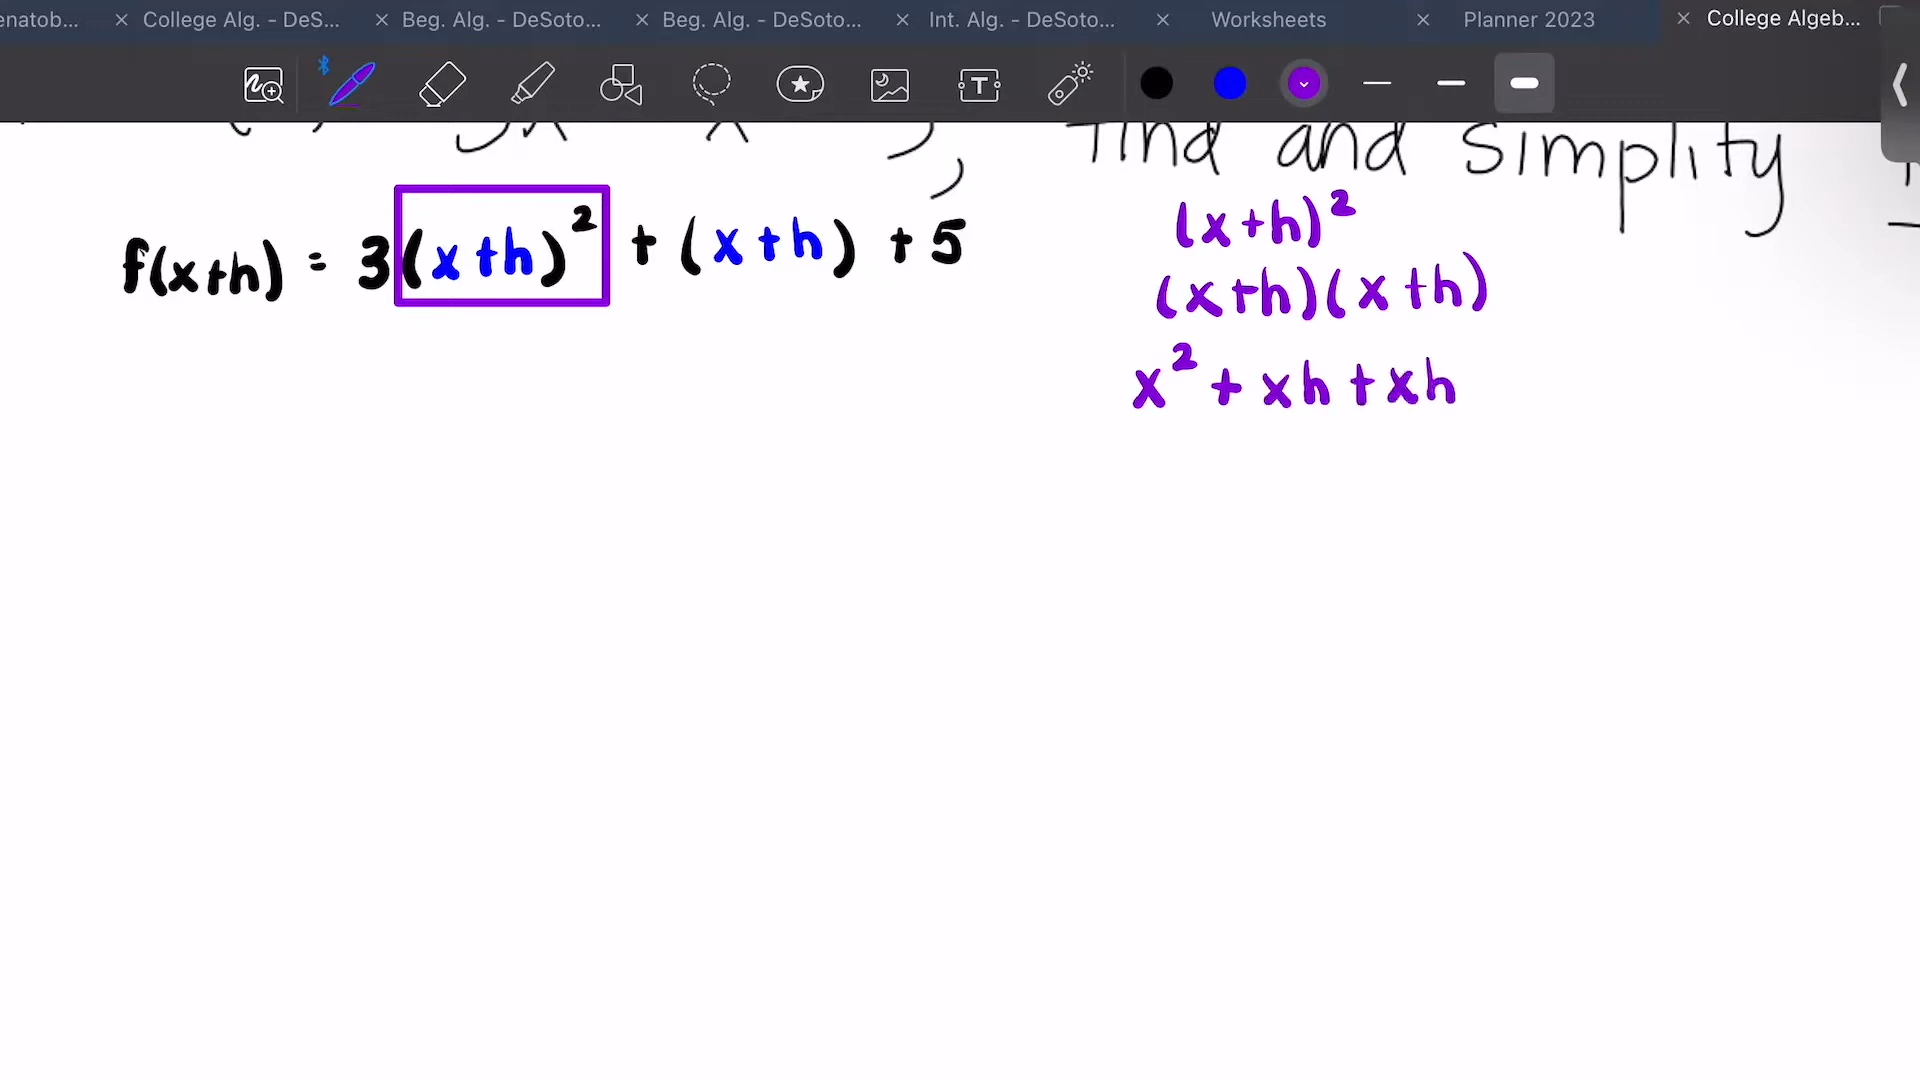 enatob... College Alg. - DeS... Beg. Alg. - DeSoto... Beg. Alg. - DeSoto... Int. Alg. - DeSoto... Worksheets Planner 2023 College Algeb...
find and simplify
f(x+h) = 3(x+h)² + (x+h) + 5
(x+h)²
(x+h)(x+h)
x² + xh + xh